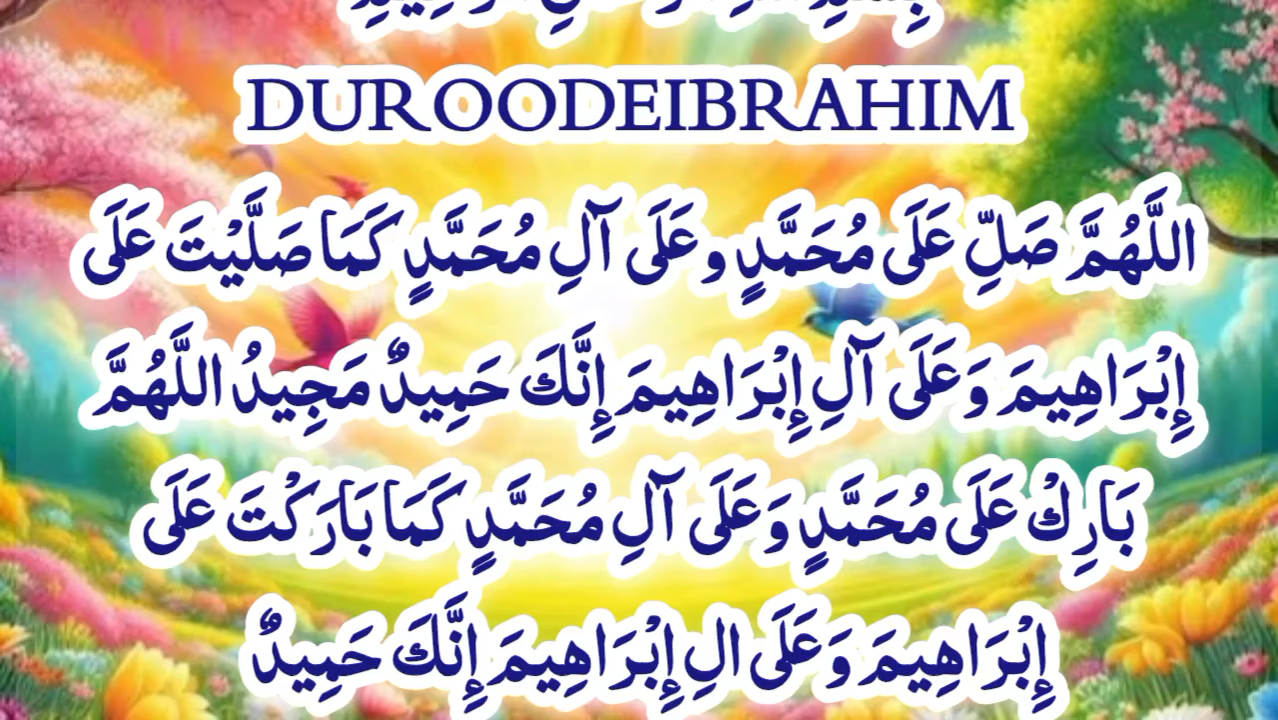 DUROODEIBRAHIM
اللَّهُمَّ صَلِّ عَلَى مُحَمَّدٍ وعَلَى آلِ مُحَمَّدٍ كَمَا صَلَّيْتَ عَلَى
إِبْرَاهِيمَ وَعَلَى آلِ إِبْرَاهِيمَ إِنَّكَ حَمِيدٌ مَجِيدُ اللَّهُمَّ
بَارِكْ عَلَى مُحَمَّدٍ وَعَلَى آلِ مُحَمَّدٍ كَمَا بَارَكْتَ عَلَى
إِبْرَاهِيمَ وَعَلَى الِ إِبْرَاهِيمَ إِنَّكَ حَمِيدٌ